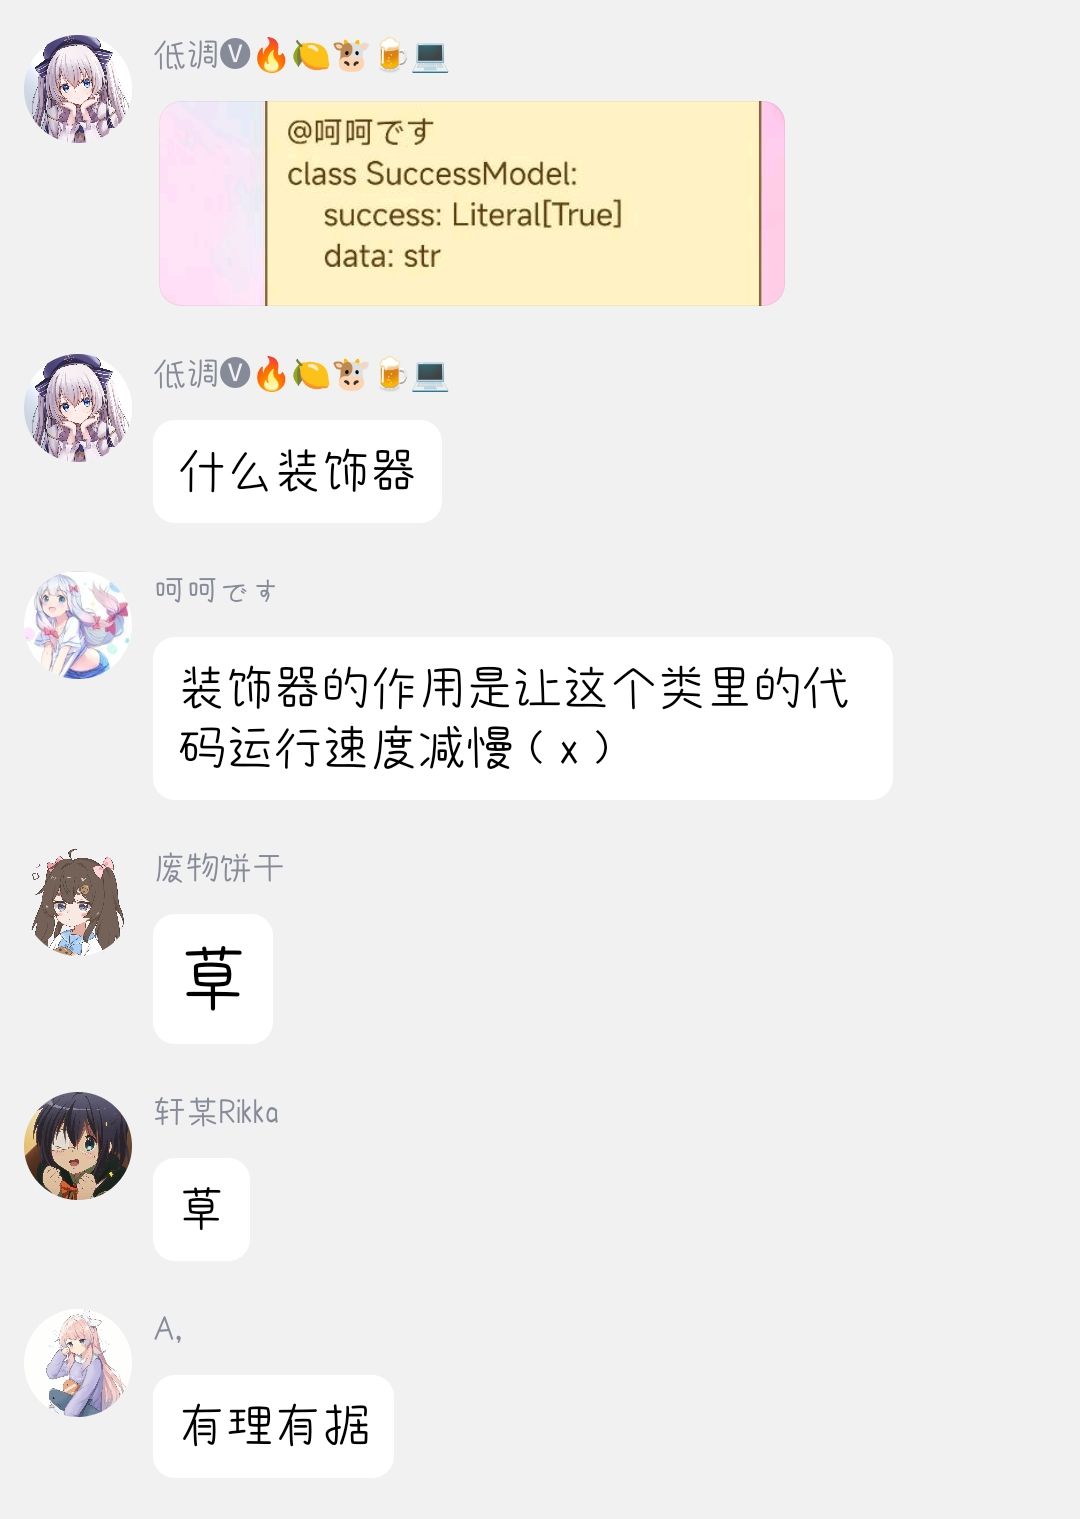 低调V🔥🍋🐮🍺💻
@呵呵です
class SuccessModel:
    success: Literal[True]
    data: str
低调V🔥🍋🐮🍺💻
什么装饰器
呵呵です
装饰器的作用是让这个类里的代
码运行速度减慢（x）
废物饼干
草
轩某Rikka
草
A,
有理有据